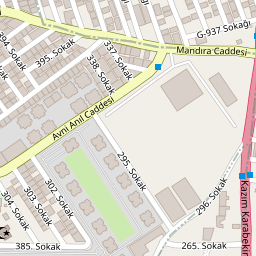 G-937 Sokağı
394. Sokak
337. Sokak
Mandıra Caddesi
395. Sokak
338. Sokak
Avni Anıl Caddesi
295. Sokak
Kazım Karabekir
302. Sokak
303. Sokak
304. Sokak
296. Sokak
385. Sokak
265. Sokak